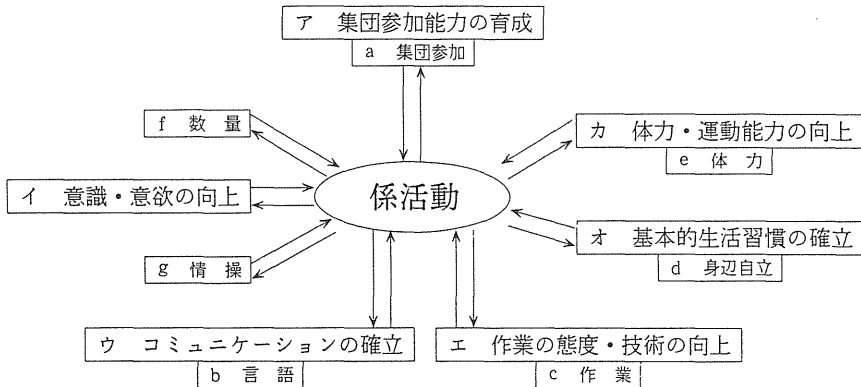 ア 集団参加能力の育成
a 集団参加
f 数量
カ 体力・運動能力の向上
e 体力
イ 意識・意欲の向上
係活動
オ 基本的生活習慣の確立
d 身辺自立
g 情操
ウ コミュニケーションの確立
b 言語
エ 作業の態度・技術の向上
c 作業